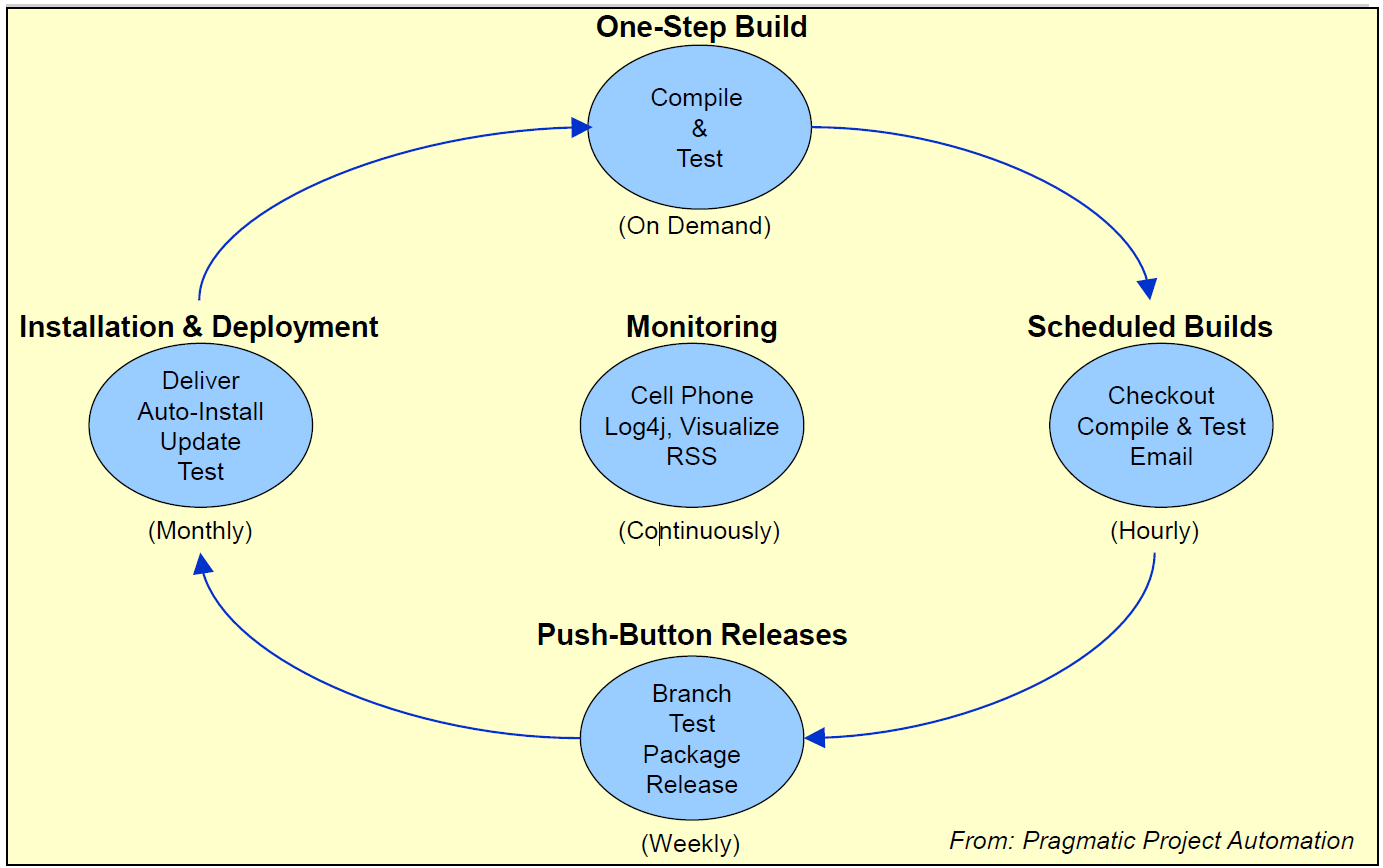 One-Step Build
Compile
&
Test
(On Demand)
Installation & Deployment
Deliver
Auto-Install
Update
Test
(Monthly)
Monitoring
Cell Phone
Log4j, Visualize
RSS
(Continuously)
Scheduled Builds
Checkout
Compile & Test
Email
(Hourly)
Push-Button Releases
Branch
Test
Package
Release
(Weekly)
From: Pragmatic Project Automation